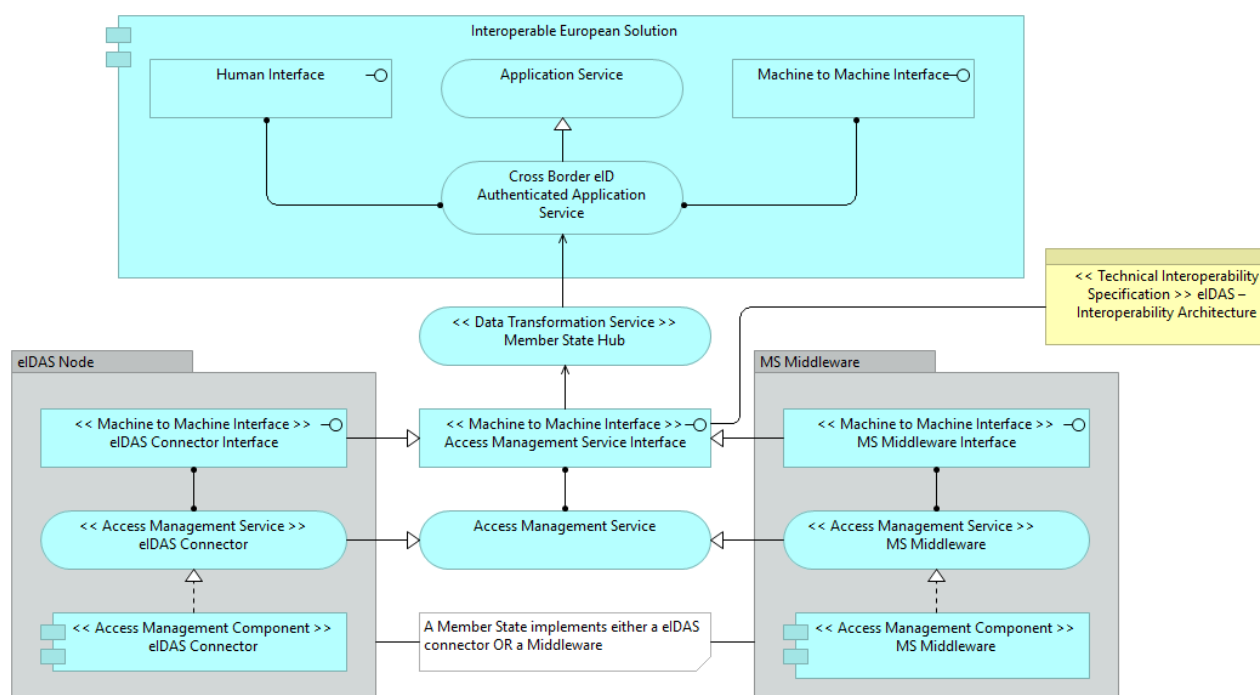 Interoperable European Solution
Human Interface
Application Service
Machine to Machine Interface
Cross Border eID
Authenticated Application
Service
<< Technical Interoperability
Specification >> eIDAS –
Interoperability Architecture
<< Data Transformation Service >>
Member State Hub
eIDAS Node
MS Middleware
<< Machine to Machine Interface >>
eIDAS Connector Interface
<< Machine to Machine Interface >>
Access Management Service Interface
<< Machine to Machine Interface >>
MS Middleware Interface
<< Access Management Service >>
eIDAS Connector
Access Management Service
<< Access Management Service >>
MS Middleware
<< Access Management Component >>
eIDAS Connector
A Member State implements either a eIDAS
connector OR a Middleware
<< Access Management Component >>
MS Middleware